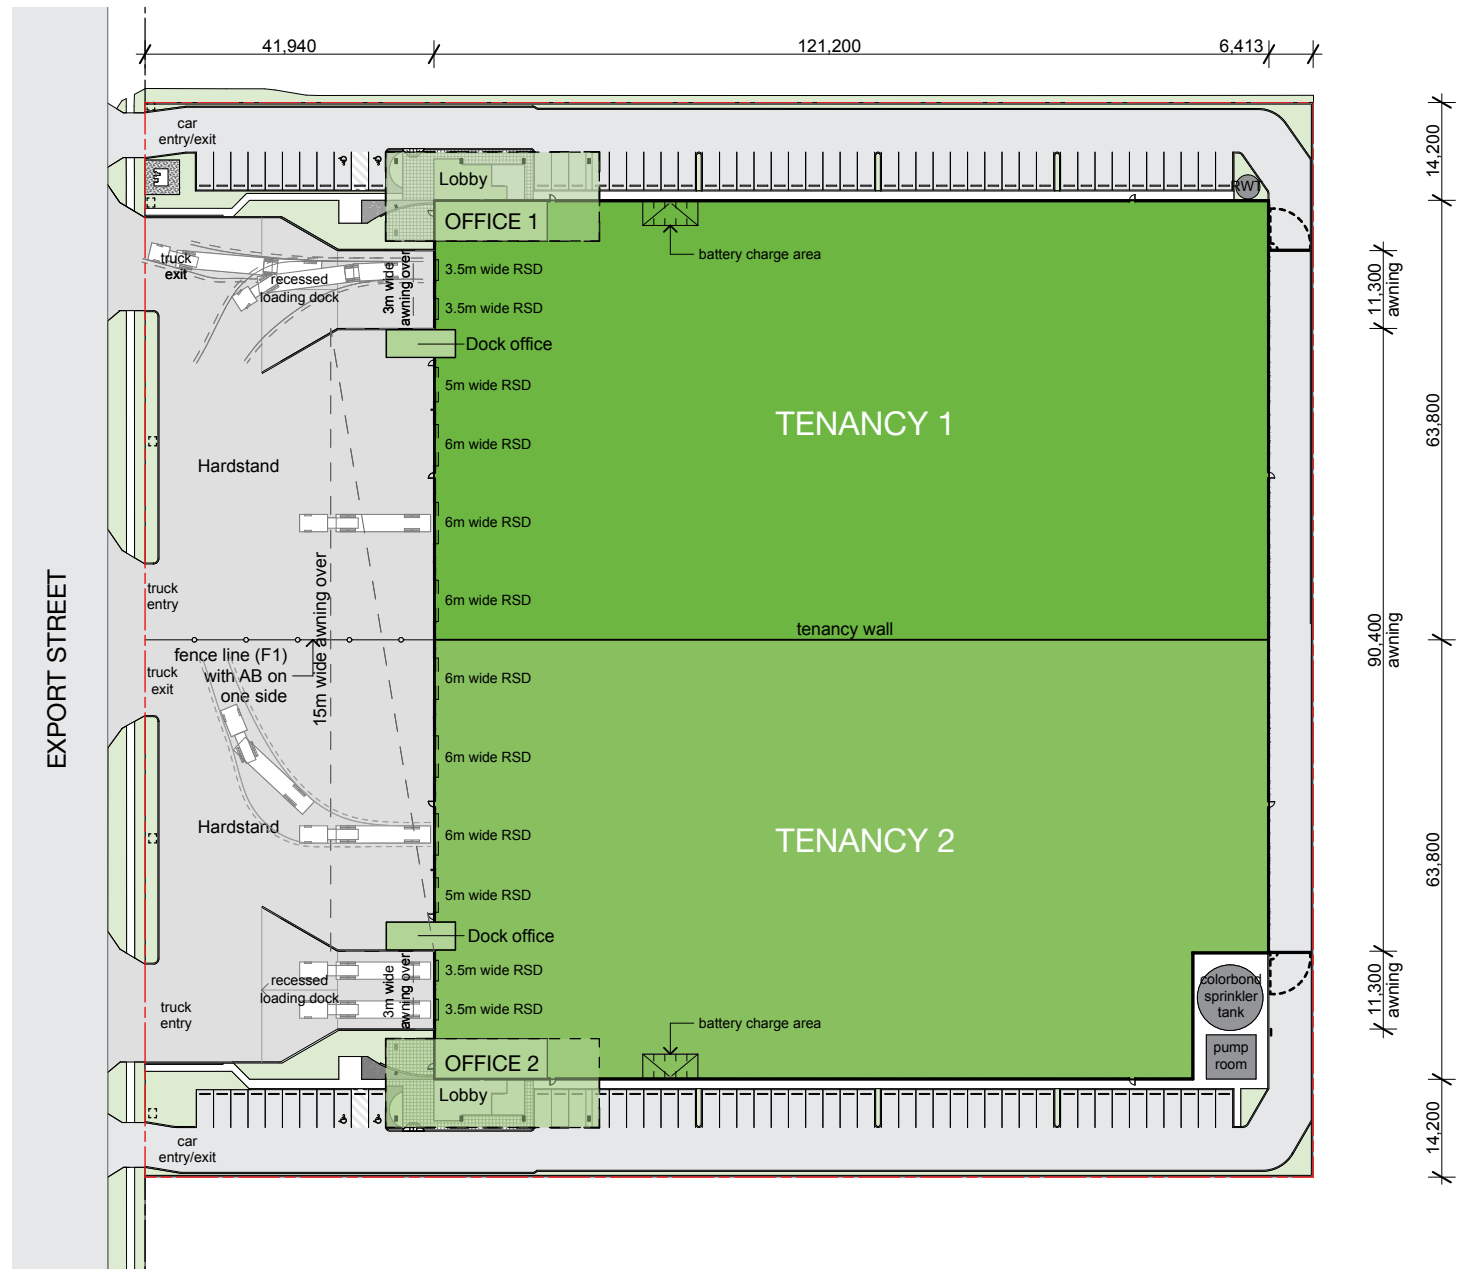 41,940
121,200
6,413
car
entry/exit
14,200
Lobby
RWT
OFFICE 1
battery charge area
truck
exit
recessed
loading dock
3m wide
awning over
3.5m wide RSD
3.5m wide RSD
11,300
awning
Dock office
5m wide RSD
TENANCY 1
63,800
6m wide RSD
Hardstand
6m wide RSD
EXPORT STREET
truck
entry
15m wide awning over
6m wide RSD
tenancy wall
90,400
awning
fence line (F1)
with AB on
one side
truck
exit
6m wide RSD
6m wide RSD
Hardstand
6m wide RSD
TENANCY 2
63,800
5m wide RSD
Dock office
recessed
loading dock
3m wide
awning over
3.5m wide RSD
3.5m wide RSD
colorbond
sprinkler
tank
11,300
awning
truck
entry
battery charge area
pump
room
OFFICE 2
Lobby
car
entry/exit
14,200